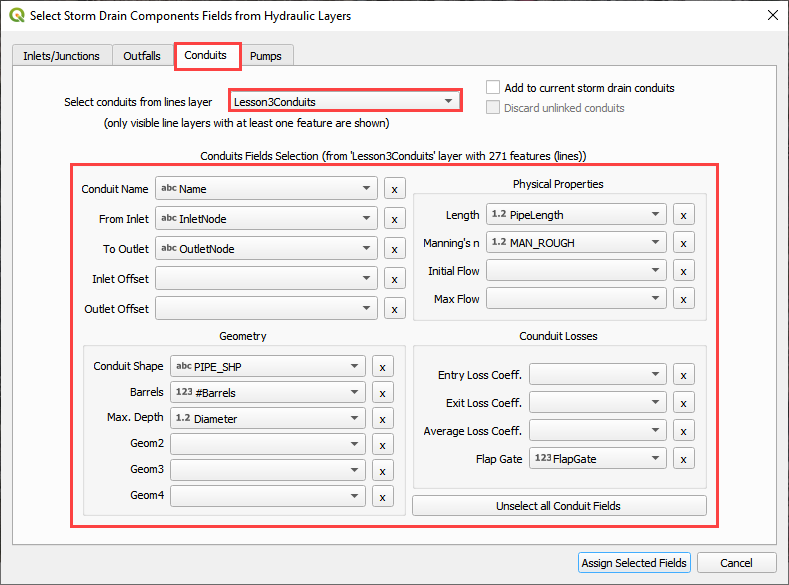 Select Storm Drain Components Fields from Hydraulic Layers
Inlets/Junctions Outfalls Conduits Pumps
Select conduits from lines layer Lesson3Conduits
(only visible line layers with at least one feature are shown)
Add to current storm drain conduits
Discard unlinked conduits
Conduits Fields Selection (from 'Lesson3Conduits' layer with 271 features (lines))
Conduit Name abc Name x
From Inlet abc InletNode x
To Outlet abc OutletNode x
Inlet Offset x
Outlet Offset x
Physical Properties
Length 1.2 PipeLength x
Manning's n 1.2 MAN_ROUGH x
Initial Flow x
Max Flow x
Geometry
Conduit Shape abc PIPE_SHP x
Barrels 123 #Barrels x
Max. Depth 1.2 Diameter x
Geom2 x
Geom3 x
Geom4 x
Counduit Losses
Entry Loss Coeff. x
Exit Loss Coeff. x
Average Loss Coeff. x
Flap Gate 123 FlapGate x
Unselect all Conduit Fields
Assign Selected Fields Cancel